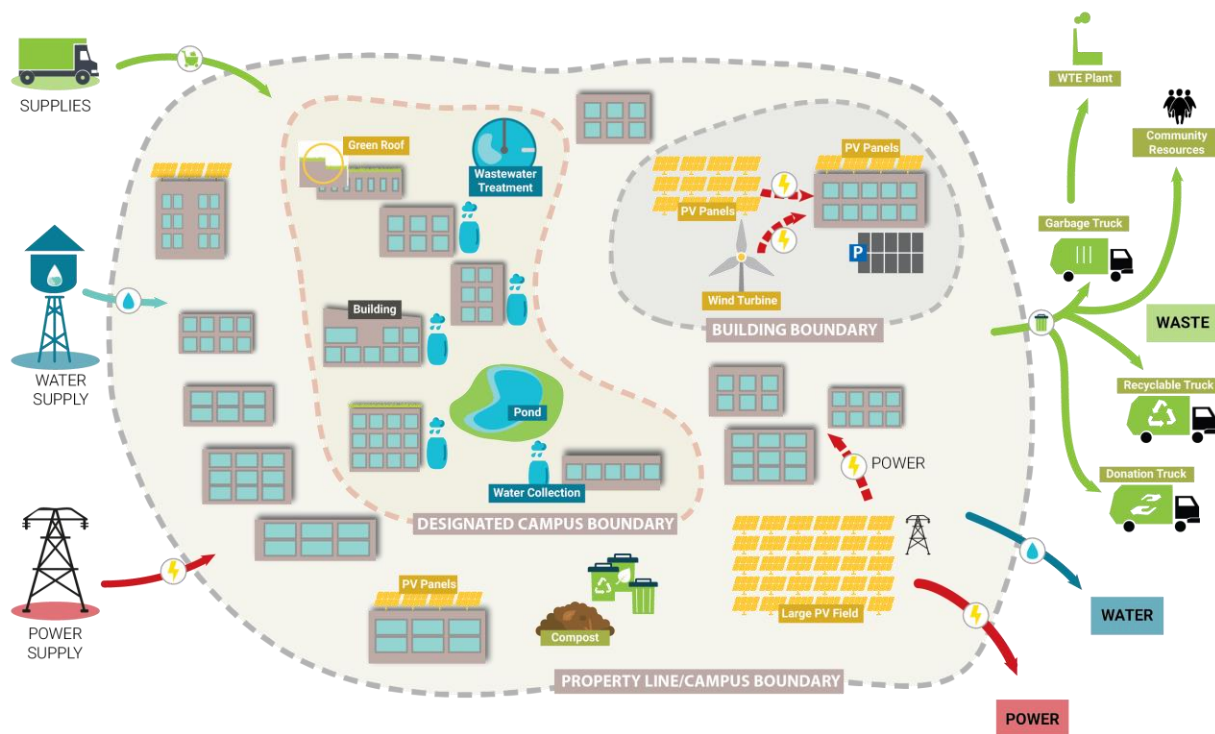 SUPPLIES
WATER
SUPPLY
POWER
SUPPLY
Green Roof
Wastewater
Treatment
Building
Pond
Water Collection
DESIGNATED CAMPUS BOUNDARY
PV Panels
PV Panels
P
Wind Turbine
BUILDING BOUNDARY
POWER
Large PV Field
PV Panels
Compost
PROPERTY LINE/CAMPUS BOUNDARY
WTE Plant
Community
Resources
Garbage Truck
WASTE
Recyclable Truck
Donation Truck
WATER
POWER